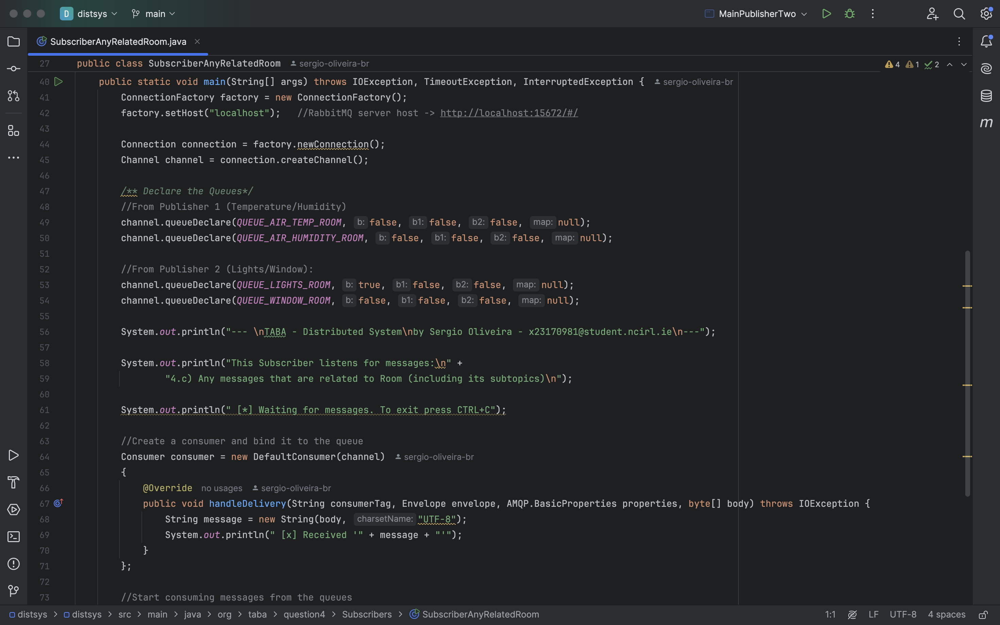 D distsys main MainPublisherTwo
SubscriberAnyRelatedRoom.java
27 public class SubscriberAnyRelatedRoom sergio-oliveira-br 4 1 2
40 public static void main(String[] args) throws IOException, TimeoutException, InterruptedException { sergio-oliveira-br
41 ConnectionFactory factory = new ConnectionFactory();
42 factory.setHost("localhost"); //RabbitMQ server host -> http://localhost:15672/#/
43
44 Connection connection = factory.newConnection();
45 Channel channel = connection.createChannel();
46
47 /** Declare the Queues*/
48 //From Publisher 1 (Temperature/Humidity)
49 channel.queueDeclare(QUEUE_AIR_TEMP_ROOM, b: false, b1: false, b2: false, map: null);
50 channel.queueDeclare(QUEUE_AIR_HUMIDITY_ROOM, b: false, b1: false, b2: false, map: null);
51
52 //From Publisher 2 (Lights/Window):
53 channel.queueDeclare(QUEUE_LIGHTS_ROOM, b: true, b1: false, b2: false, map: null);
54 channel.queueDeclare(QUEUE_WINDOW_ROOM, b: false, b1: false, b2: false, map: null);
55
56 System.out.println("--- \nTABA - Distributed System\nby Sergio Oliveira - x23170981@student.ncirl.ie\n---");
57
58 System.out.println("This Subscriber listens for messages:\n" +
59 "4.c) Any messages that are related to Room (including its subtopics)\n");
60
61 System.out.println(" [*] Waiting for messages. To exit press CTRL+C");
62
63 //Create a consumer and bind it to the queue
64 Consumer consumer = new DefaultConsumer(channel) sergio-oliveira-br
65 {
66 @Override no usages sergio-oliveira-br
67 public void handleDelivery(String consumerTag, Envelope envelope, AMQP.BasicProperties properties, byte[] body) throws IOException {
68 String message = new String(body, charsetName: "UTF-8");
69 System.out.println(" [x] Received '" + message + "'");
70 }
71 };
72
73 //Start consuming messages from the queues
distsys > distsys > src > main > java > org > taba > question4 > Subscribers > SubscriberAnyRelatedRoom 1:1 LF UTF-8 4 spaces